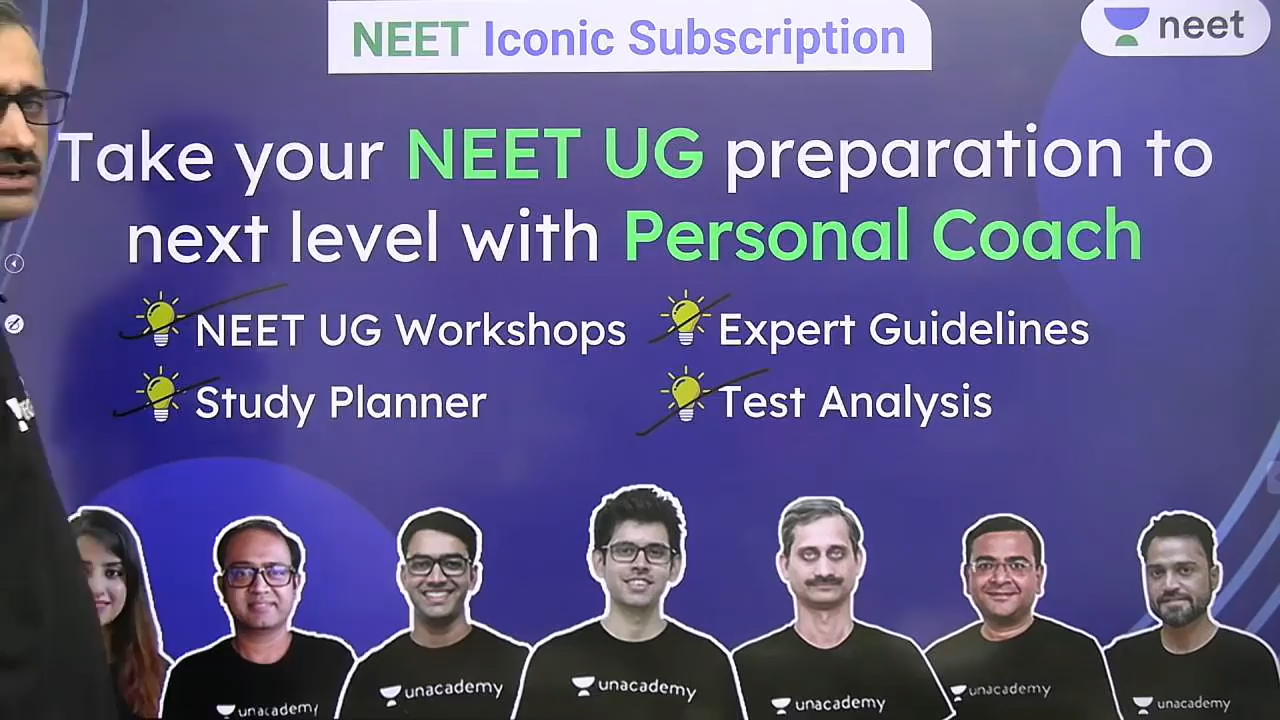 NEET Iconic Subscription
neet
Take your NEET UG preparation to
next level with Personal Coach
NEET UG Workshops
Expert Guidelines
Study Planner
Test Analysis
unacademy
unacademy
unacademy
unacademy
unacademy
unacademy